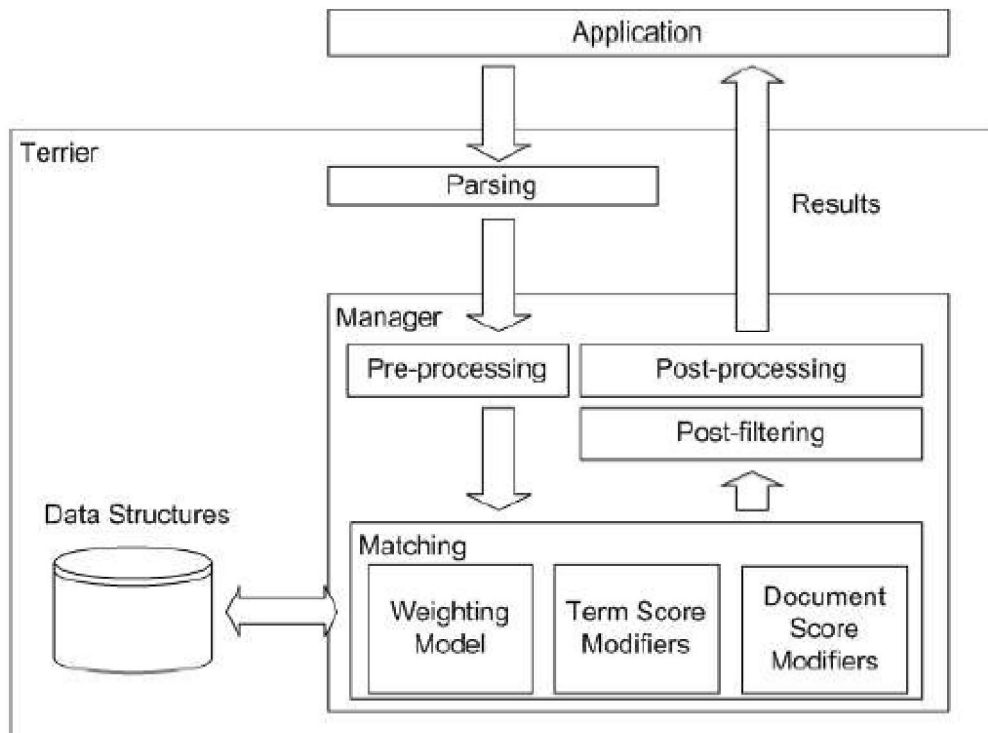 Application
Terrier
Parsing
Results
Manager
Pre-processing
Post-processing
Post-filtering
Data Structures
Matching
Weighting
Model
Term Score
Modifiers
Document
Score
Modifiers